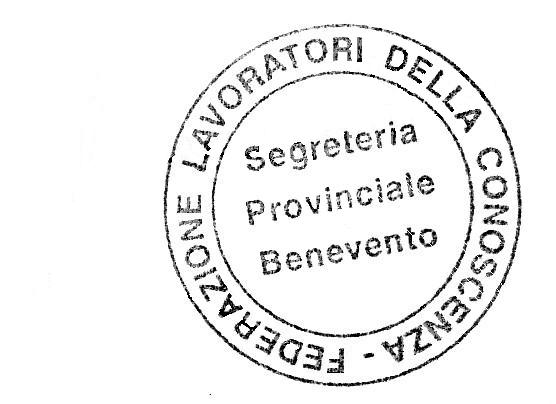 FEDERAZIONE LAVORATORI DELLA CONOSCENZA -
Segreteria
Provinciale
Benevento